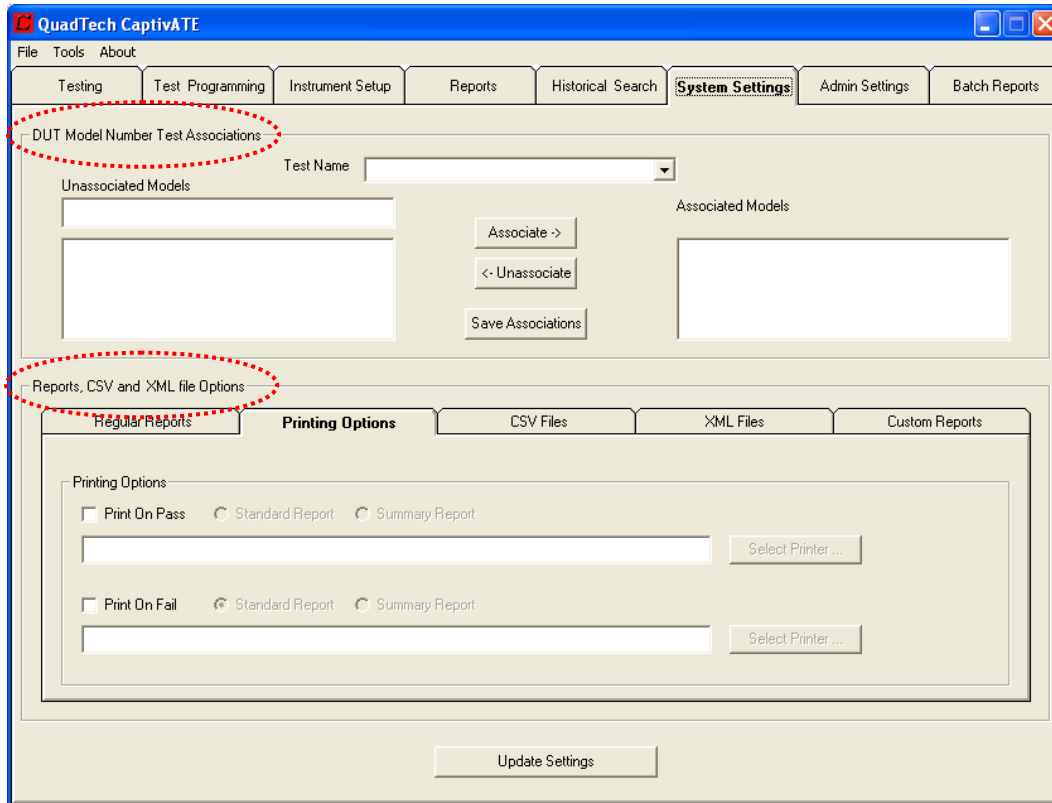 QuadTech CaptivATE
File Tools About
Testing Test Programming Instrument Setup Reports Historical Search System Settings Admin Settings Batch Reports
DUT Model Number Test Associations
Test Name
Unassociated Models
Associated Models
Associate ->
<- Unassociate
Save Associations
Reports, CSV and XML file Options
Regular Reports Printing Options CSV Files XML Files Custom Reports
Printing Options
Print On Pass Standard Report Summary Report
Select Printer ...
Print On Fail Standard Report Summary Report
Select Printer ...
Update Settings